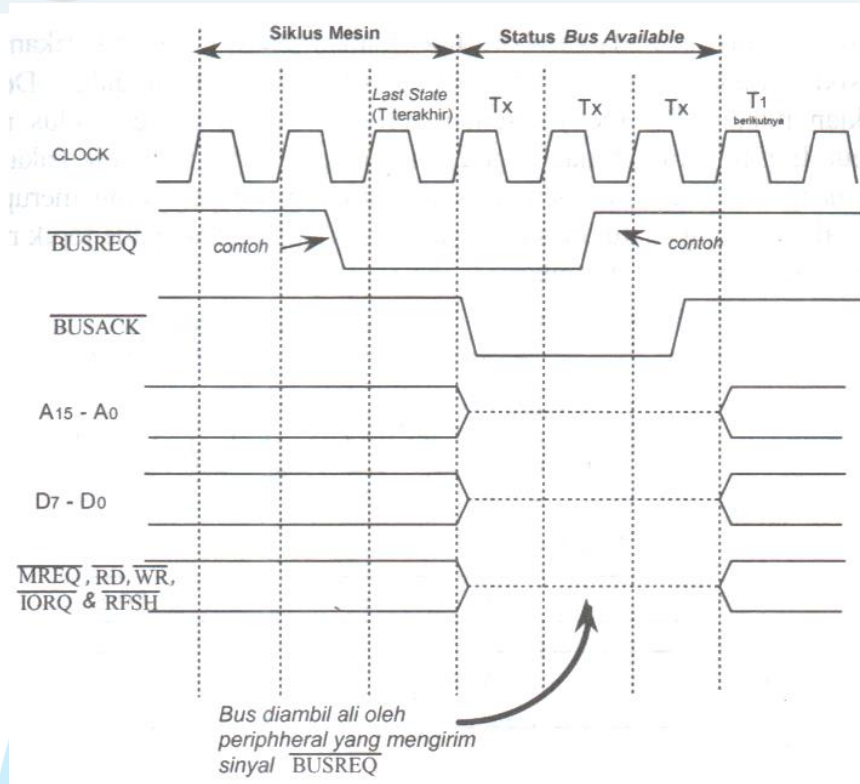 Siklus Mesin
Status Bus Available
Last State
(T terakhir)
Tx
Tx
Tx
T1
berikutnya
CLOCK
BUSREQ
contoh
contoh
BUSACK
A15 - A0
D7 - D0
MREQ, RD, WR,
IORQ & RFSH
Bus diambil ali oleh
periphheral yang mengirim
sinyal BUSREQ